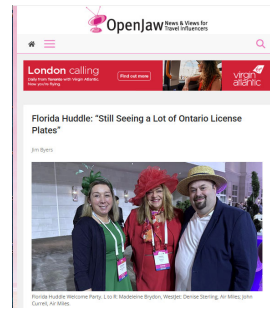 OpenJaw News & Views for
Travel Influencers
London calling
Daily from Toronto with Virgin Atlantic.
Now you're flying.
Find out more
virgin
atlantic
Florida Huddle: "Still Seeing a Lot of Ontario License
Plates"
Jim Byers
Florida Huddle Welcome Party. L to R: Madeleine Brydon, WestJet; Denise Sterling, Air Miles; John
Currell, Air Miles